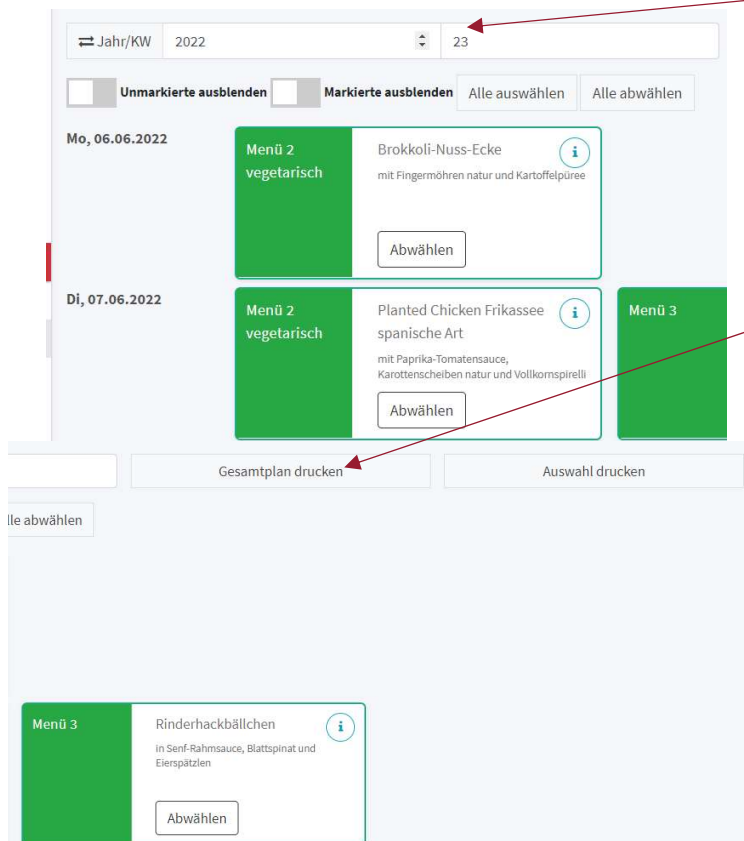 ⇄ Jahr/KW 2022 23
Unmarkierte ausblenden Markierte ausblenden Alle auswählen Alle abwählen
Mo, 06.06.2022
Menü 2
vegetarisch
Brokkoli-Nuss-Ecke
mit Fingermöhren natur und Kartoffelpüree
Abwählen
Di, 07.06.2022
Menü 2
vegetarisch
Planted Chicken Frikassee
spanische Art
mit Paprika-Tomatensauce,
Karottenscheiben natur und Vollkornspirelli
Abwählen
Menü 3
Gesamtplan drucken Auswahl drucken
lle abwählen
Menü 3
Rinderhackbällchen
in Senf-Rahmsauce, Blattspinat und
Eierspätzlen
Abwählen